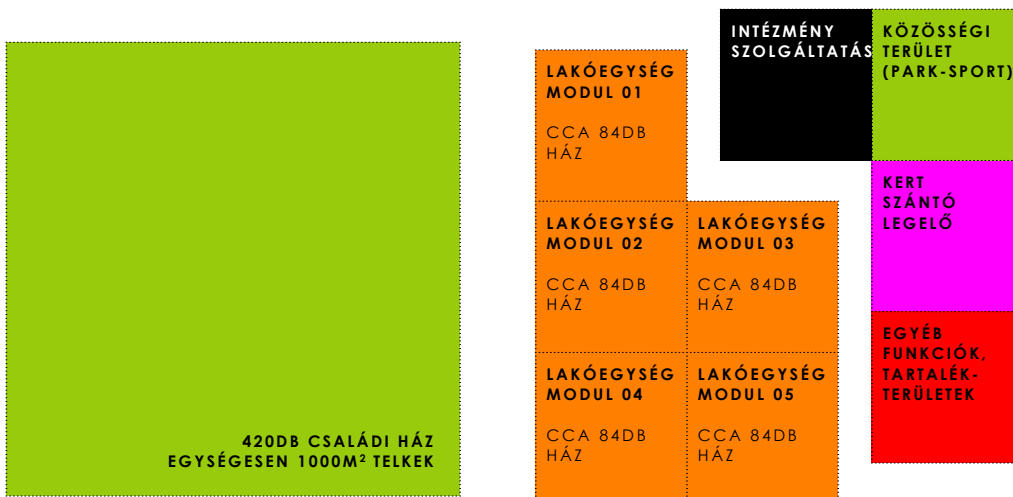 420DB CSALÁDI HÁZ
EGYSÉGESEN 1000M² TELKEK
LAKÓEGYSÉG
MODUL 01
CCA 84DB
HÁZ
LAKÓEGYSÉG
MODUL 02
CCA 84DB
HÁZ
LAKÓEGYSÉG
MODUL 03
CCA 84DB
HÁZ
LAKÓEGYSÉG
MODUL 04
CCA 84DB
HÁZ
LAKÓEGYSÉG
MODUL 05
CCA 84DB
HÁZ
INTÉZMÉNY
SZOLGÁLTATÁS
KÖZÖSSÉGI
TERÜLET
(PARK-SPORT)
KERT
SZÁNTÓ
LEGELŐ
EGYÉB
FUNKCIÓK,
TARTALÉK-
TERÜLETEK